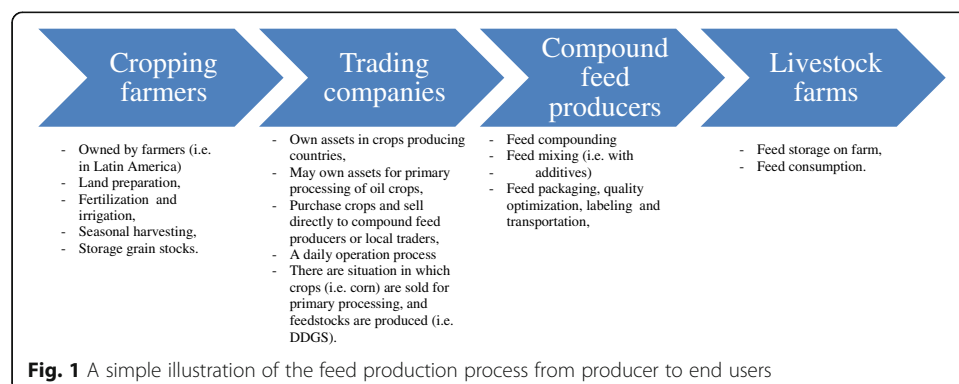 Cropping
farmers
Trading
companies
Compound
feed
producers
Livestock
farms
- Owned by farmers (i.e.
in Latin America)
- Land preparation,
- Fertilization and
irrigation,
- Seasonal harvesting,
- Storage grain stocks.
- Own assets in crops producing
countries,
- May own assets for primary
processing of oil crops,
- Purchase crops and sell
directly to compound feed
producers or local traders,
- A daily operation process
- There are situation in which
crops (i.e. corn) are sold for
primary processing, and
feedstocks are produced (i.e.
DDGS).
- Feed compounding
- Feed mixing (i.e. with
- additives)
- Feed packaging, quality
optimization, labeling and
transportation,
- Feed storage on farm,
- Feed consumption.
Fig. 1 A simple illustration of the feed production process from producer to end users